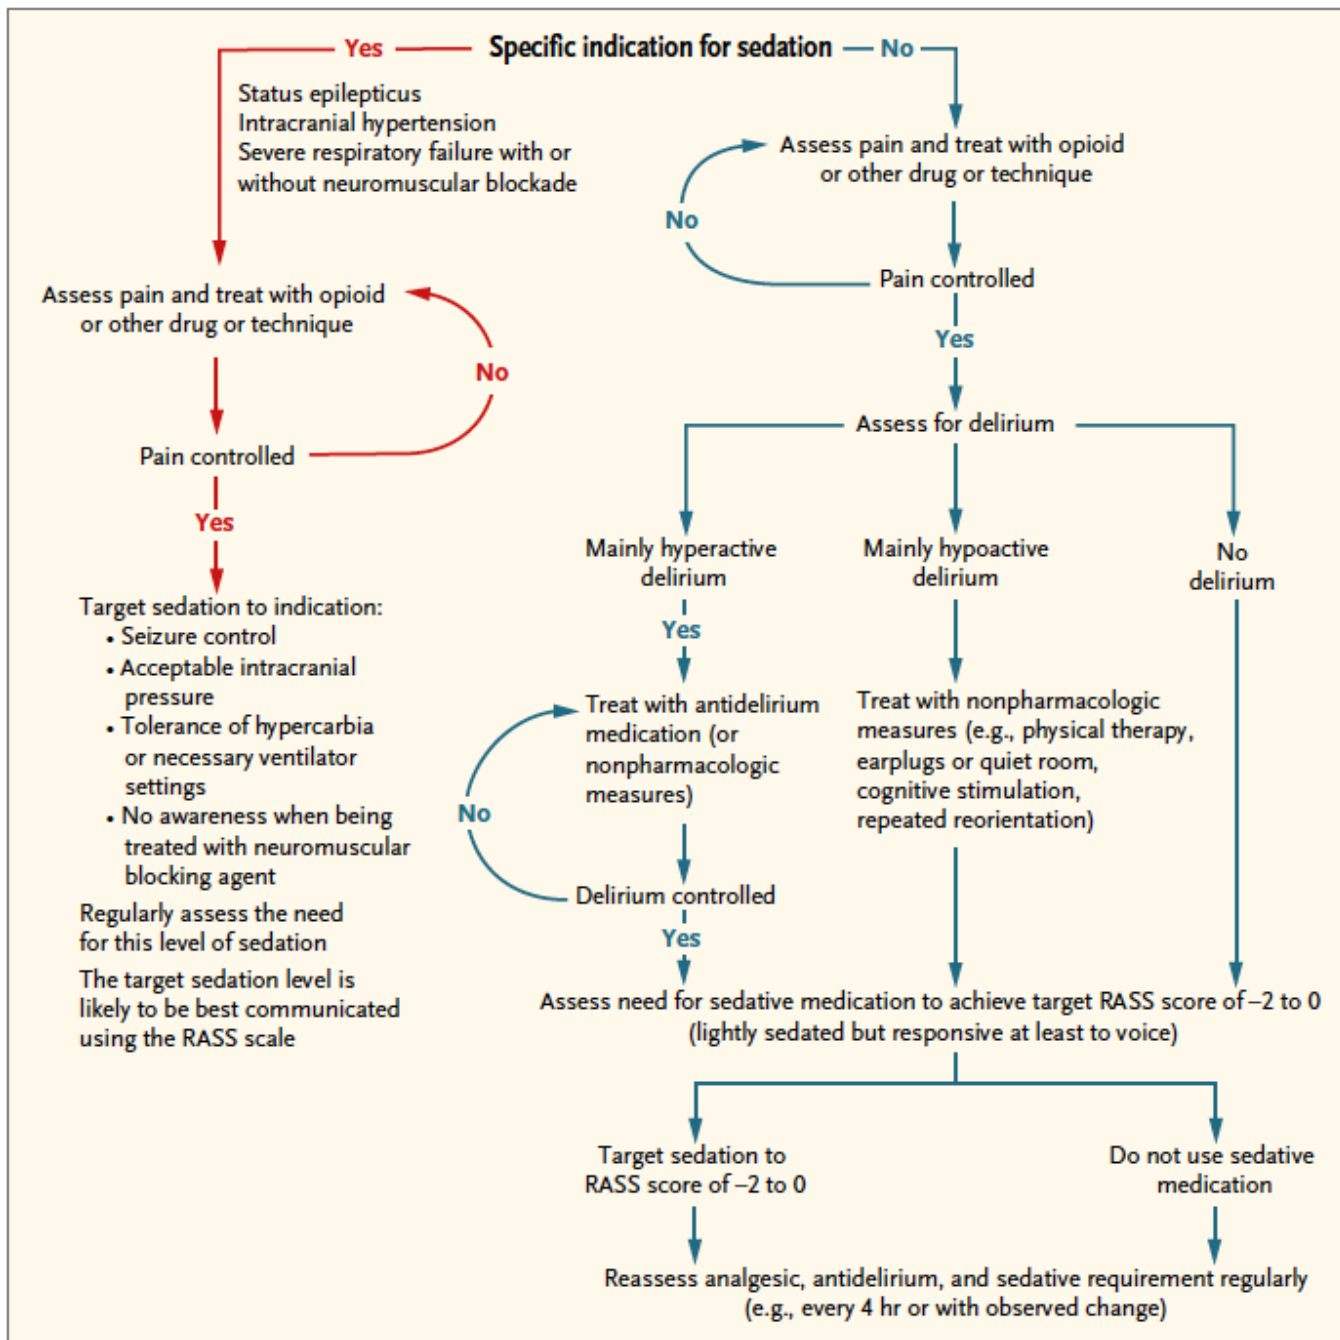 Specific indication for sedation
Yes
No
Status epilepticus
Intracranial hypertension
Severe respiratory failure with or
without neuromuscular blockade
Assess pain and treat with opioid
or other drug or technique
No
Pain controlled
Yes
Target sedation to indication:
• Seizure control
• Acceptable intracranial
pressure
• Tolerance of hypercarbia
or necessary ventilator
settings
• No awareness when being
treated with neuromuscular
blocking agent
Regularly assess the need
for this level of sedation
The target sedation level is
likely to be best communicated
using the RASS scale
Assess pain and treat with opioid
or other drug or technique
No
Pain controlled
Yes
Assess for delirium
Mainly hyperactive
delirium
Yes
Treat with antidelirium
medication (or
nonpharmacologic
measures)
No
Delirium controlled
Yes
Mainly hypoactive
delirium
Treat with nonpharmacologic
measures (e.g., physical therapy,
earplugs or quiet room,
cognitive stimulation,
repeated reorientation)
No
delirium
Assess need for sedative medication to achieve target RASS score of –2 to 0
(lightly sedated but responsive at least to voice)
Target sedation to
RASS score of –2 to 0
Do not use sedative
medication
Reassess analgesic, antidelirium, and sedative requirement regularly
(e.g., every 4 hr or with observed change)